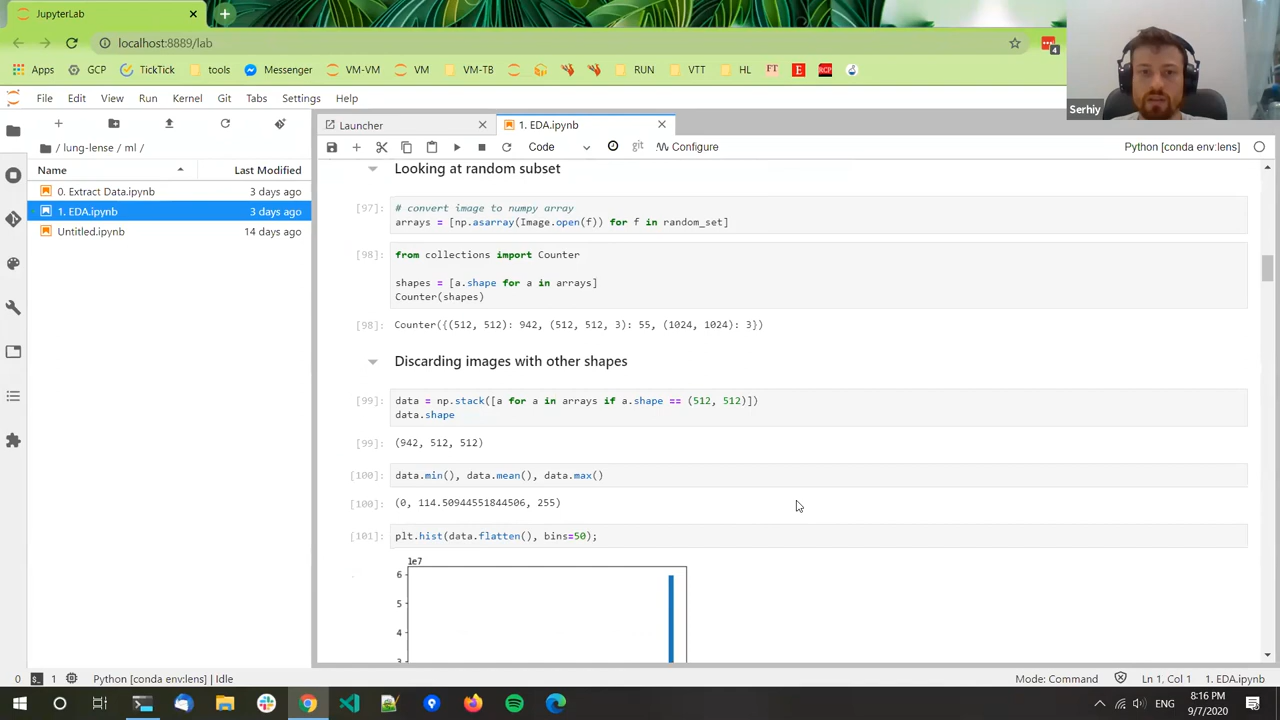 JupyterLab
localhost:8889/lab
4
Apps GCP TickTick tools Messenger VM-VM VM VM-TB RUN VTT HL FT E RCP
Serhiy
File Edit View Run Kernel Git Tabs Settings Help
Launcher 1. EDA.ipynb
/ lung-lense / ml /
Code git Configure Python [conda env:lens]
Name Last Modified
0. Extract Data.ipynb 3 days ago
1. EDA.ipynb 3 days ago
Untitled.ipynb 14 days ago
Looking at random subset
[97]: # convert image to numpy array
arrays = [np.asarray(Image.open(f)) for f in random_set]
[98]: from collections import Counter
shapes = [a.shape for a in arrays]
Counter(shapes)
[98]: Counter({(512, 512): 942, (512, 512, 3): 55, (1024, 1024): 3})
Discarding images with other shapes
[99]: data = np.stack([a for a in arrays if a.shape == (512, 512)])
data.shape
[99]: (942, 512, 512)
[100]: data.min(), data.mean(), data.max()
[100]: (0, 114.50944551844506, 255)
[101]: plt.hist(data.flatten(), bins=50);
1e7
6
5
4
3
0 1 Python [conda env:lens] | Idle Mode: Command Ln 1, Col 1 1. EDA.ipynb
ENG 8:16 PM
9/7/2020